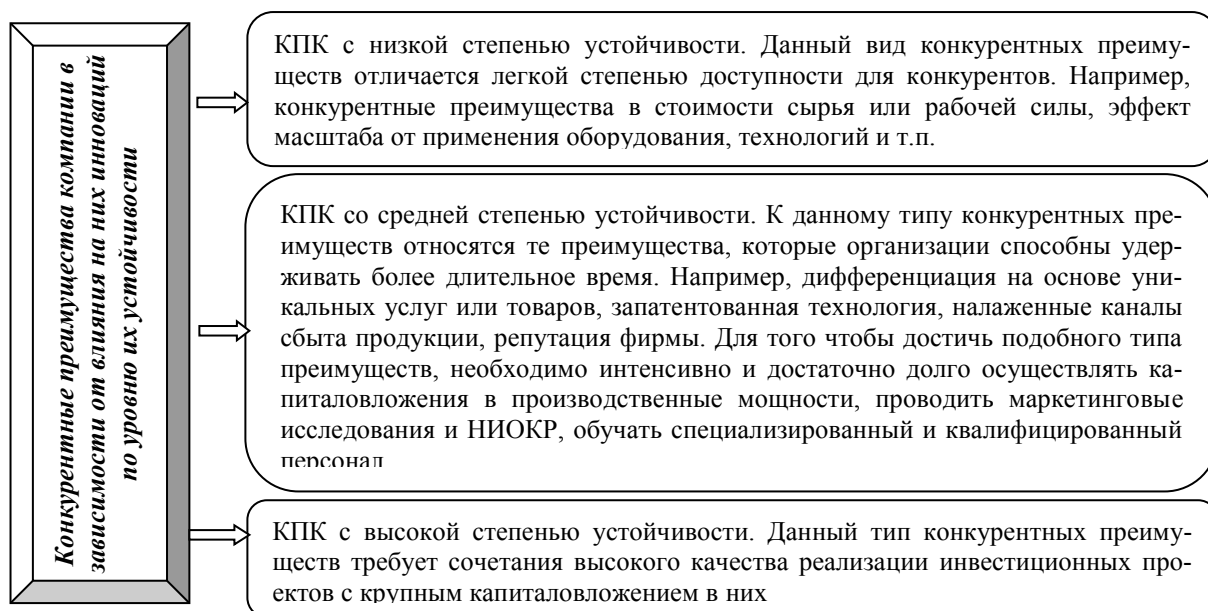 Конкурентные преимущества компании в
зависимости от влияния на них инноваций
по уровню их устойчивости
КПК с низкой степенью устойчивости. Данный вид конкурентных преиму-
ществ отличается легкой степенью доступности для конкурентов. Например,
конкурентные преимущества в стоимости сырья или рабочей силы, эффект
масштаба от применения оборудования, технологий и т.п.
КПК со средней степенью устойчивости. К данному типу конкурентных пре-
имуществ относятся те преимущества, которые организации способны удер-
живать более длительное время. Например, дифференциация на основе уни-
кальных услуг или товаров, запатентованная технология, налаженные каналы
сбыта продукции, репутация фирмы. Для того чтобы достичь подобного типа
преимуществ, необходимо интенсивно и достаточно долго осуществлять ка-
питаловложения в производственные мощности, проводить маркетинговые
исследования и НИОКР, обучать специализированный и квалифицированный
персонал
КПК с высокой степенью устойчивости. Данный тип конкурентных преиму-
ществ требует сочетания высокого качества реализации инвестиционных про-
ектов с крупным капиталовложением в них